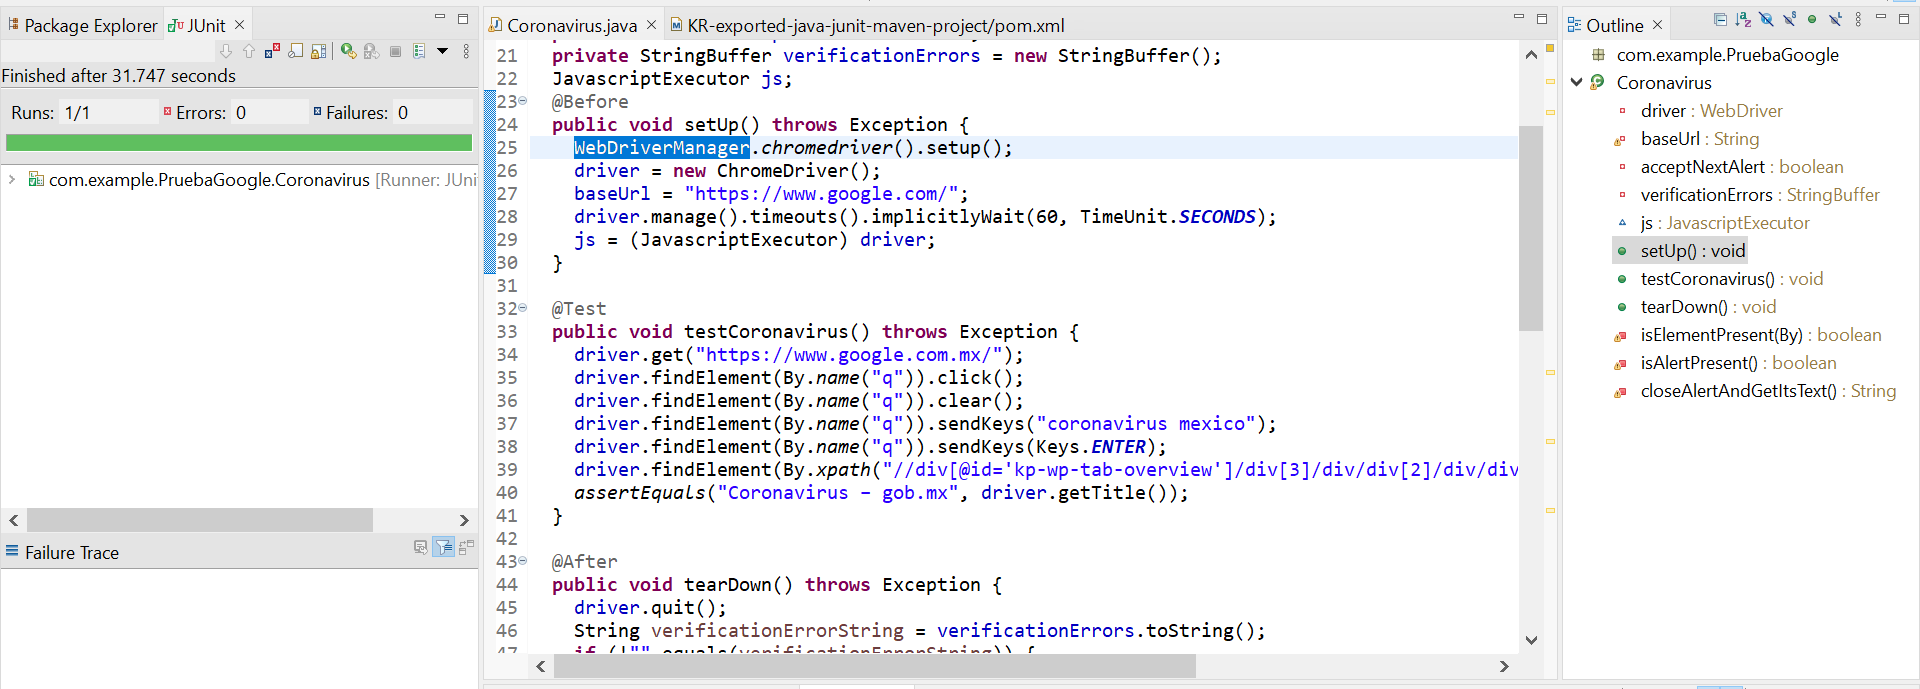 Package Explorer JUnit
Finished after 31.747 seconds
Runs: 1/1 Errors: 0 Failures: 0
com.example.PruebaGoogle.Coronavirus [Runner: JUni
Failure Trace
Coronavirus.java KR-exported-java-junit-maven-project/pom.xml
21 private StringBuffer verificationErrors = new StringBuffer();
22 JavascriptExecutor js;
23 @Before
24 public void setUp() throws Exception {
25 WebDriverManager.chromedriver().setup();
26 driver = new ChromeDriver();
27 baseUrl = "https://www.google.com/";
28 driver.manage().timeouts().implicitlyWait(60, TimeUnit.SECONDS);
29 js = (JavascriptExecutor) driver;
30 }
31
32 @Test
33 public void testCoronavirus() throws Exception {
34 driver.get("https://www.google.com.mx/");
35 driver.findElement(By.name("q")).click();
36 driver.findElement(By.name("q")).clear();
37 driver.findElement(By.name("q")).sendKeys("coronavirus mexico");
38 driver.findElement(By.name("q")).sendKeys(Keys.ENTER);
39 driver.findElement(By.xpath("//div[@id='kp-wp-tab-overview']/div[3]/div/div[2]/div/div
40 assertEquals("Coronavirus – gob.mx", driver.getTitle());
41 }
42
43 @After
44 public void tearDown() throws Exception {
45 driver.quit();
46 String verificationErrorString = verificationErrors.toString();
47 if (!"".equals(verificationErrorString)) {
Outline
com.example.PruebaGoogle
Coronavirus
driver : WebDriver
baseUrl : String
acceptNextAlert : boolean
verificationErrors : StringBuffer
js : JavascriptExecutor
setUp() : void
testCoronavirus() : void
tearDown() : void
isElementPresent(By) : boolean
isAlertPresent() : boolean
closeAlertAndGetItsText() : String